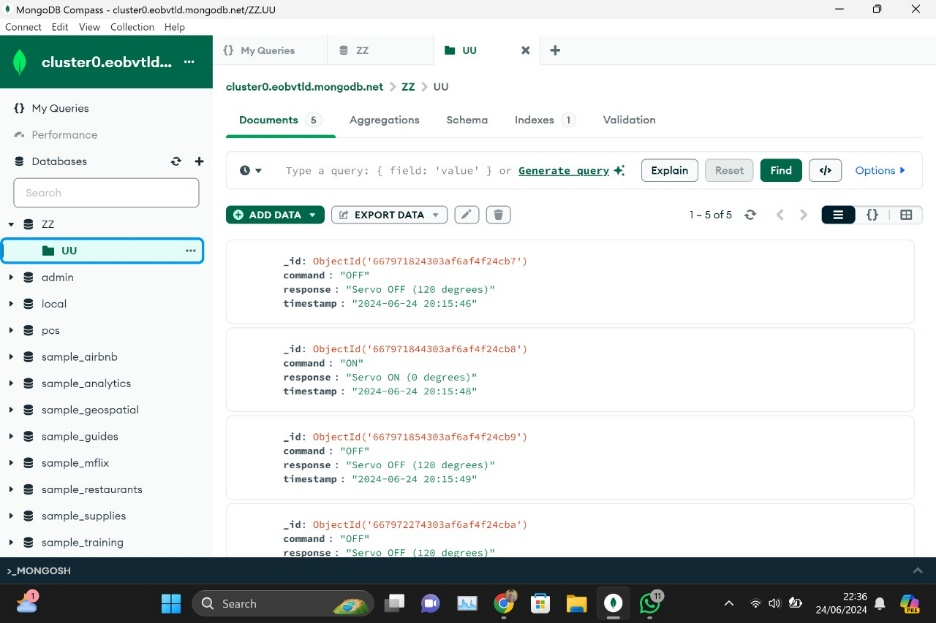 MongoDB Compass - cluster0.eobvtld.mongodb.net/ZZ.UU
Connect Edit View Collection Help
cluster0.eobvtld... ...
{} My Queries
ZZ
UU
{} My Queries
Performance
Databases
Search
ZZ
UU ...
admin
local
pos
sample_airbnb
sample_analytics
sample_geospatial
sample_guides
sample_mflix
sample_restaurants
sample_supplies
sample_training
cluster0.eobvtld.mongodb.net > ZZ > UU
Documents 5 Aggregations Schema Indexes 1 Validation
Type a query: { field: 'value' } or Generate query Explain Reset Find </> Options
ADD DATA EXPORT DATA 1 – 5 of 5 {}
_id: ObjectId('667971824303af6af4f24cb7')
command : "OFF"
response : "Servo OFF (120 degrees)"
timestamp : "2024-06-24 20:15:46"
_id: ObjectId('667971844303af6af4f24cb8')
command : "ON"
response : "Servo ON (0 degrees)"
timestamp : "2024-06-24 20:15:48"
_id: ObjectId('667971854303af6af4f24cb9')
command : "OFF"
response : "Servo OFF (120 degrees)"
timestamp : "2024-06-24 20:15:49"
_id: ObjectId('667972274303af6af4f24cba')
command : "OFF"
response : "Servo OFF (120 degrees)"
>_MONGOSH
1
Search
11
22:36
24/06/2024
PRE